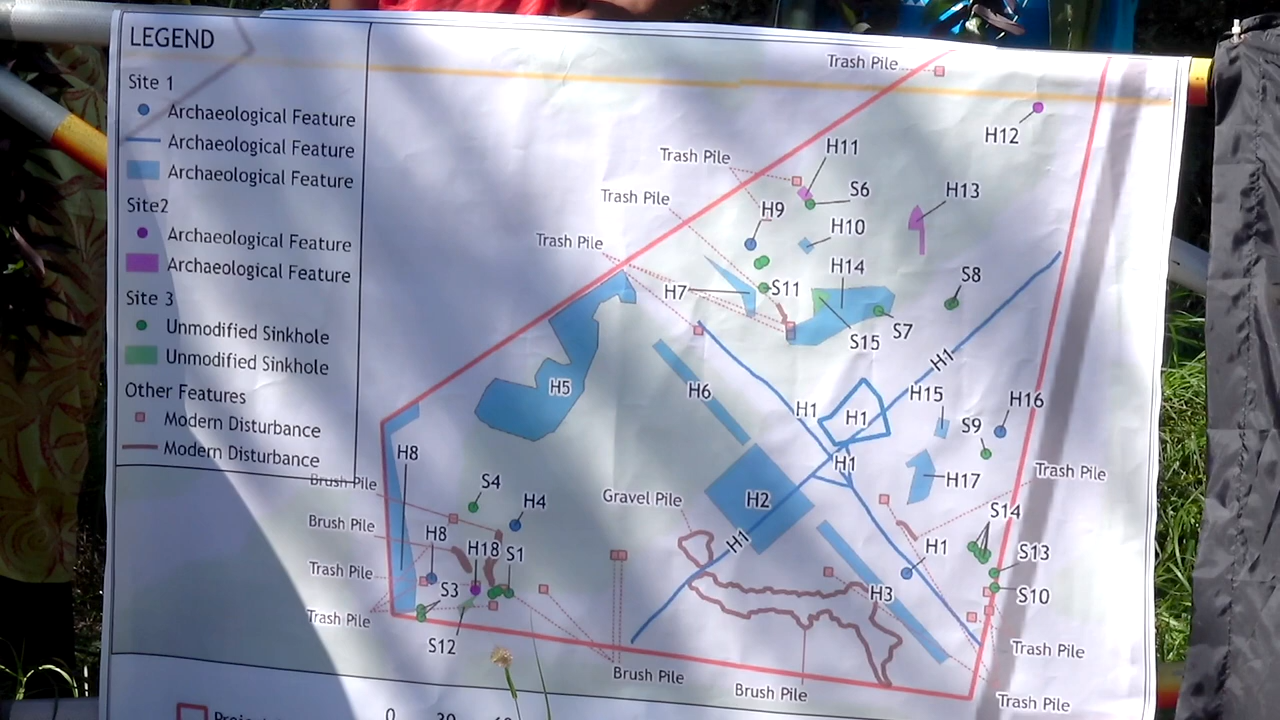 LEGEND
Site 1
Archaeological Feature
Archaeological Feature
Archaeological Feature
Site2
Archaeological Feature
Archaeological Feature
Site 3
Unmodified Sinkhole
Unmodified Sinkhole
Other Features
Modern Disturbance
Modern Disturbance
Trash Pile
H12
H11
Trash Pile
S6
H13
Trash Pile
H9
H10
Trash Pile
H14
S8
H7
S11
S7
S15
H1
H5
H6
H1
H1
H15
H16
S9
H8
H1
Trash Pile
H17
Brush Pile
S4
H4
Gravel Pile
H2
S14
Brush Pile
H8
H18
S1
H1
H1
S13
Trash Pile
S3
H3
S10
Trash Pile
S12
Trash Pile
Brush Pile
Brush Pile
Trash Pile
0 30